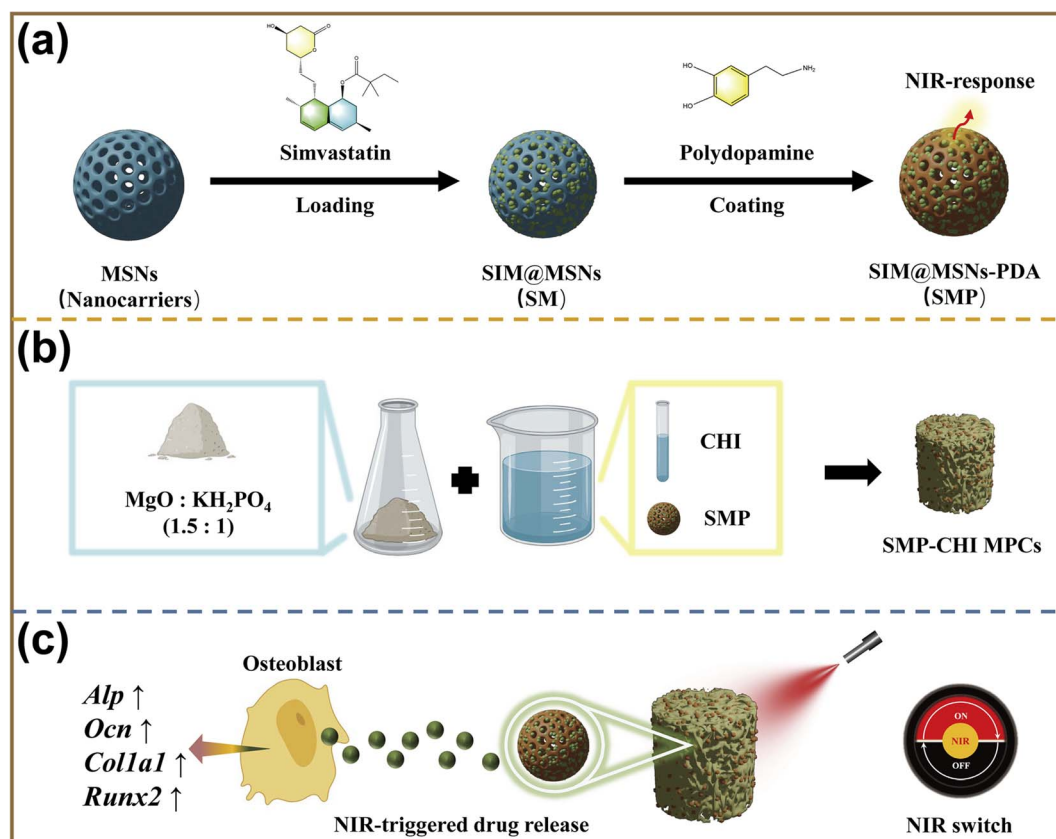 (a)
HO
O
O
O
O
Simvastatin
Loading
HO
HO
NH₂
Polydopamine
Coating
NIR-response
MSNs
(Nanocarriers)
SIM@MSNs
(SM)
SIM@MSNs-PDA
(SMP)
(b)
MgO : KH₂PO₄
(1.5 : 1)
CHI
SMP
SMP-CHI MPCs
(c)
Osteoblast
Alp ↑
Ocn ↑
Col1a1 ↑
Runx2 ↑
NIR-triggered drug release
ON
NIR
OFF
NIR switch